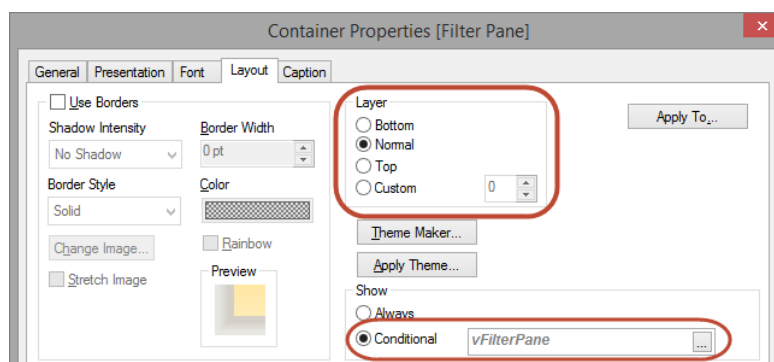 Container Properties [Filter Pane]
General Presentation Font Layout Caption
Use Borders
Shadow Intensity Border Width
No Shadow 0 pt
Border Style Color
Solid
Change Image... Rainbow
Stretch Image Preview
Layer
Bottom
Normal
Top
Custom 0
Apply To...
Theme Maker...
Apply Theme...
Show
Always
Conditional vFilterPane ...